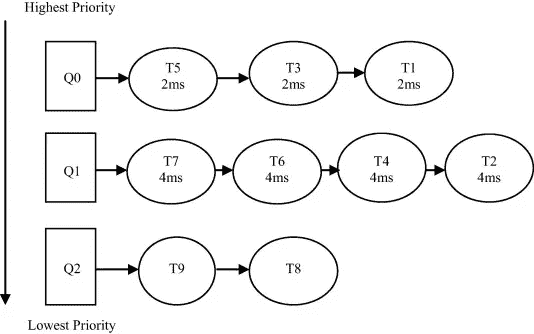 Highest Priority
Q0
T5
2ms
T3
2ms
T1
2ms
Q1
T7
4ms
T6
4ms
T4
4ms
T2
4ms
Q2
T9
T8
Lowest Priority